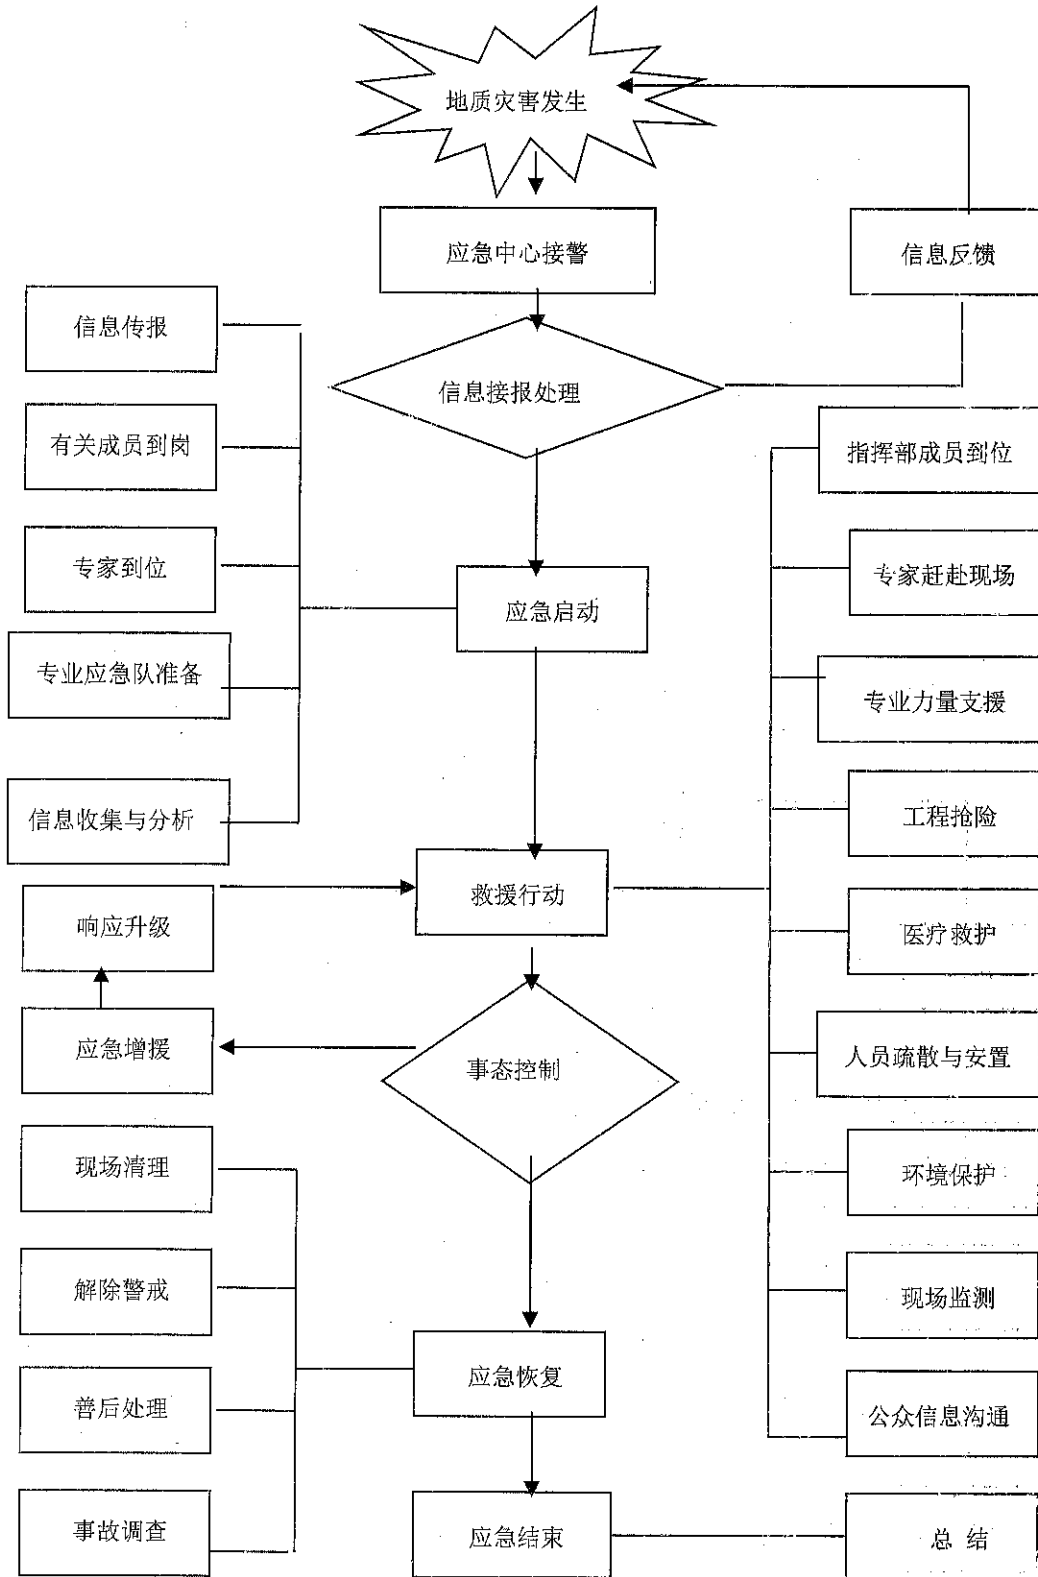 地质灾害发生
应急中心接警
信息反馈
信息传报
信息接报处理
有关成员到岗
指挥部成员到位
专家到位
专家赶赴现场
应急启动
专业应急队准备
专业力量支援
信息收集与分析
工程抢险
救援行动
响应升级
医疗救护
应急增援
人员疏散与安置
事态控制
现场清理
环境保护
解除警戒
现场监测
应急恢复
善后处理
公众信息沟通
事故调查
应急结束
总 结